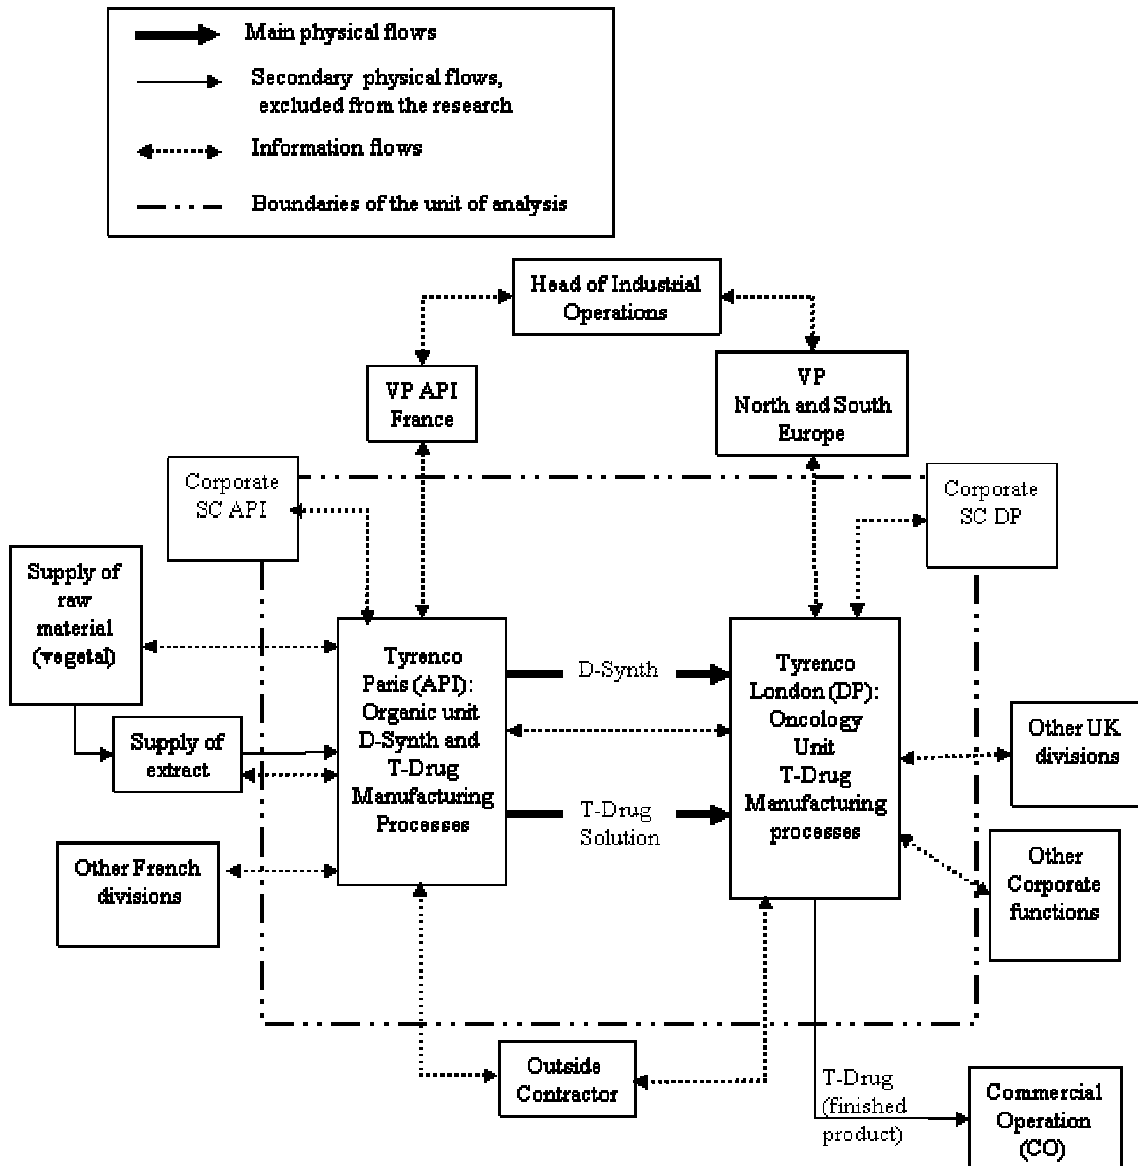 Main physical flows
Secondary physical flows,
excluded from the research
Information flows
Boundaries of the unit of analysis
Head of Industrial
Operations
VP API
France
VP
North and South
Europe
Corporate
SC API
Corporate
SC DP
Supply of
raw
material
(vegetal)
Supply of
extract
Other French
divisions
Tyrenco
Paris (API):
Organic unit
D-Synth and
T-Drug
Manufacturing
Processes
D-Synth
T-Drug
Solution
Tyrenco
London (DP):
Oncology
Unit
T-Drug
Manufacturing
processes
Other UK
divisions
Other
Corporate
functions
Outside
Contractor
T-Drug
(finished
product)
Commercial
Operation
(CO)